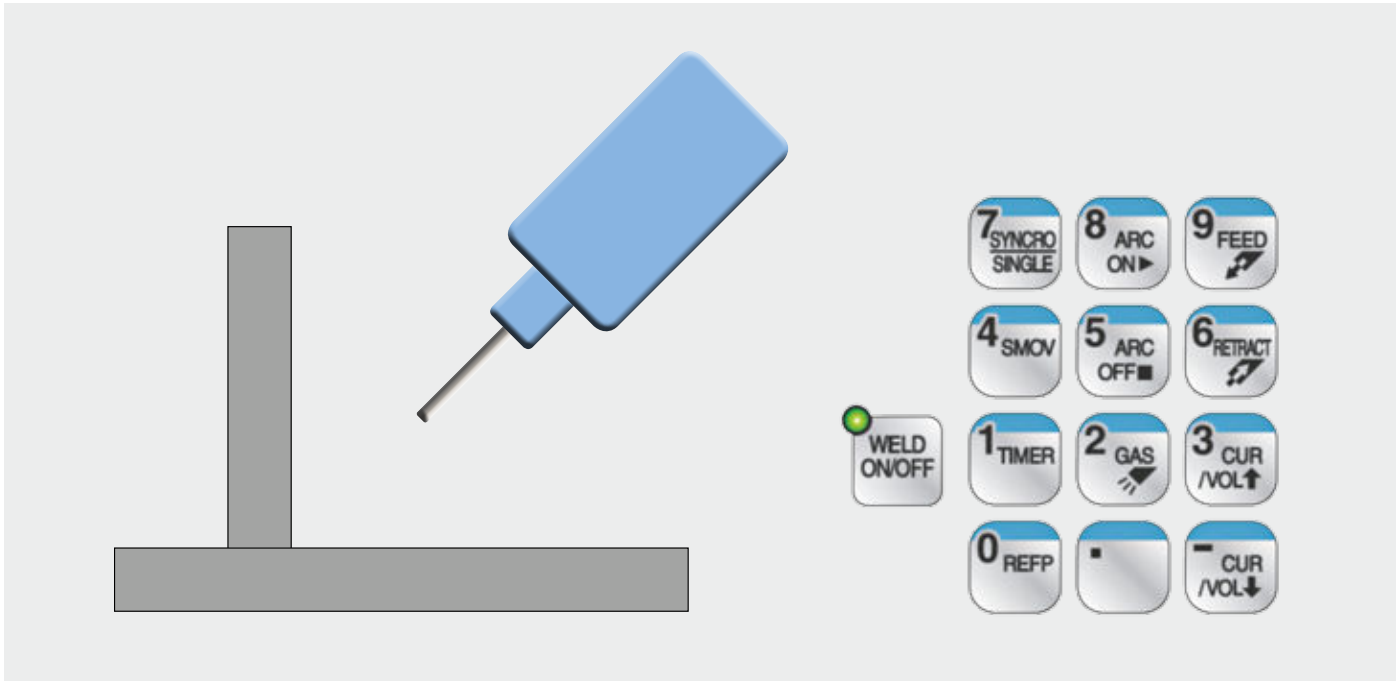 7 SYNCRO
SINGLE
8 ARC
ON▶
9 FEED
4 SMOV
5 ARC
OFF■
6 RETRACT
WELD
ON/OFF
1 TIMER
2 GAS
3 CUR
/VOL⬆
0 REFP
.
- CUR
/VOL⬇